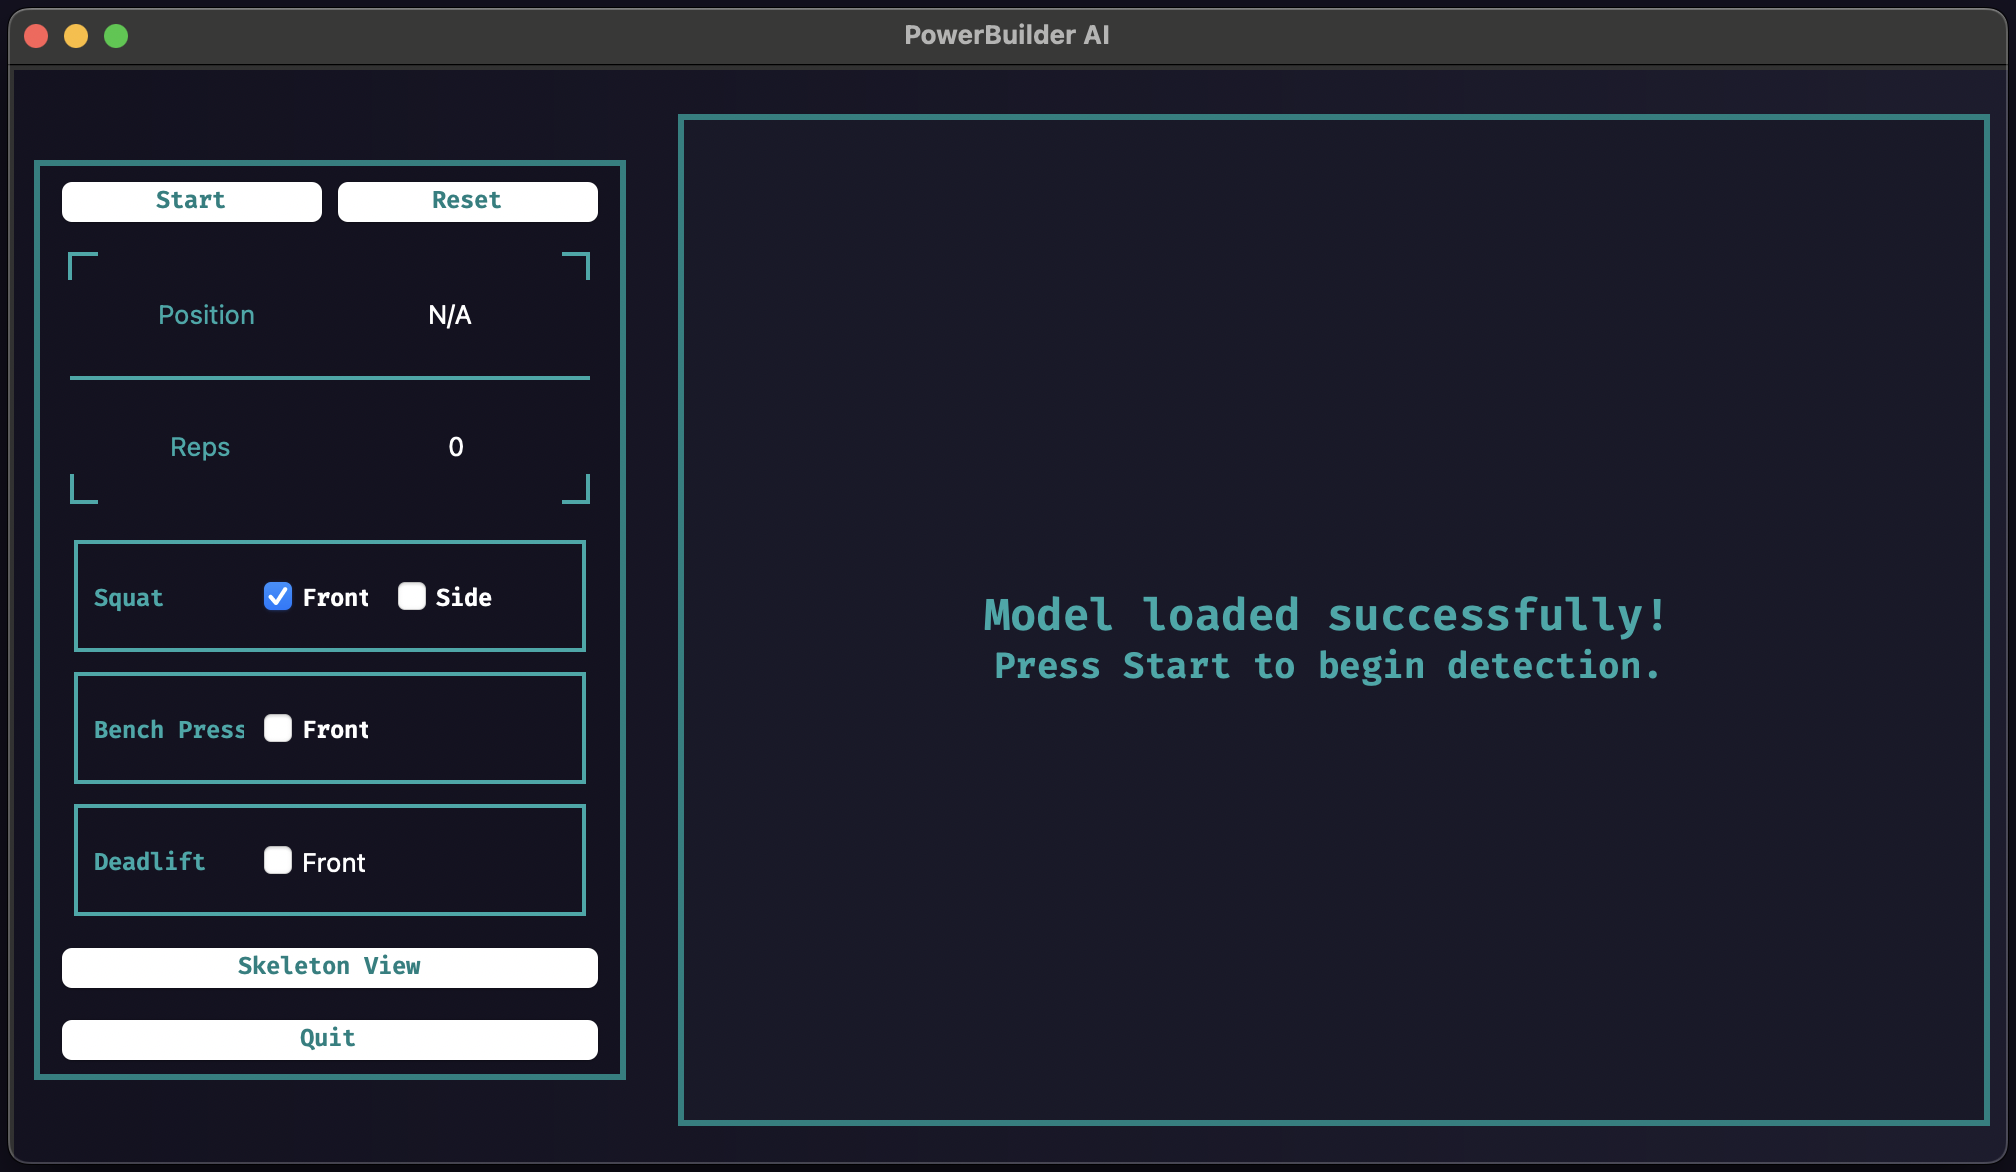 PowerBuilder AI
Start
Reset
Position
N/A
Reps
0
Squat
Front
Side
Bench Press
Front
Deadlift
Front
Skeleton View
Quit
Model loaded successfully!
Press Start to begin detection.